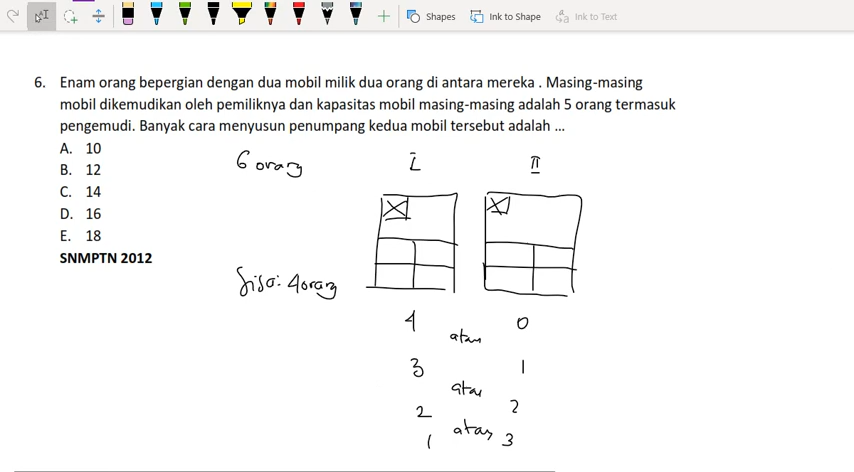 Shapes Ink to Shape Ink to Text
6. Enam orang bepergian dengan dua mobil milik dua orang di antara mereka . Masing-masing
mobil dikemudikan oleh pemiliknya dan kapasitas mobil masing-masing adalah 5 orang termasuk
pengemudi. Banyak cara menyusun penumpang kedua mobil tersebut adalah ...
A. 10
B. 12
C. 14
D. 16
E. 18
SNMPTN 2012
6 orang
I II
Sisa: 4 orang
4 atau 0
3 atau 1
2 atau 2
1 3